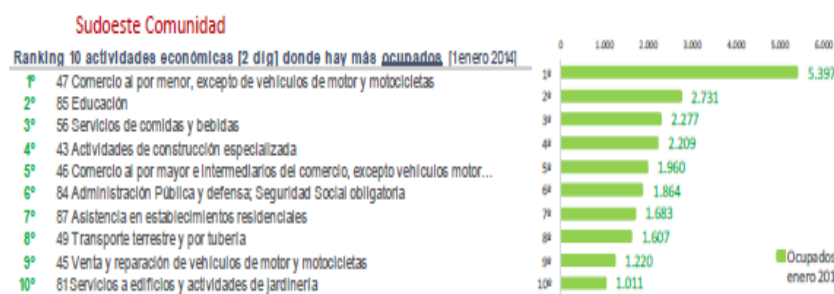 Sudoeste Comunidad
Ranking 10 actividades económicas [2 dig] donde hay más ocupados [1enero 2014]
1º 47 Comercio al por menor, excepto de vehículos de motor y motocicletas
2º 85 Educación
3º 56 Servicios de comidas y bebidas
4º 43 Actividades de construcción especializada
5º 46 Comercio al por mayor e intermediarios del comercio, excepto vehículos motor...
6º 84 Administración Pública y defensa; Seguridad Social obligatoria
7º 87 Asistencia en establecimientos residenciales
8º 49 Transporte terrestre y por tubería
9º 45 Venta y reparación de vehículos de motor y motocicletas
10º 81Servicios a edificios y actividades de jardinería
0 1.000 2.000 3.000 4.000 5.000 6.000
1º 5.397
2º 2.731
3º 2.277
4º 2.209
5º 1.960
6º 1.864
7º 1.683
8º 1.607
9º 1.220
10º 1.011
Ocupados
enero 201